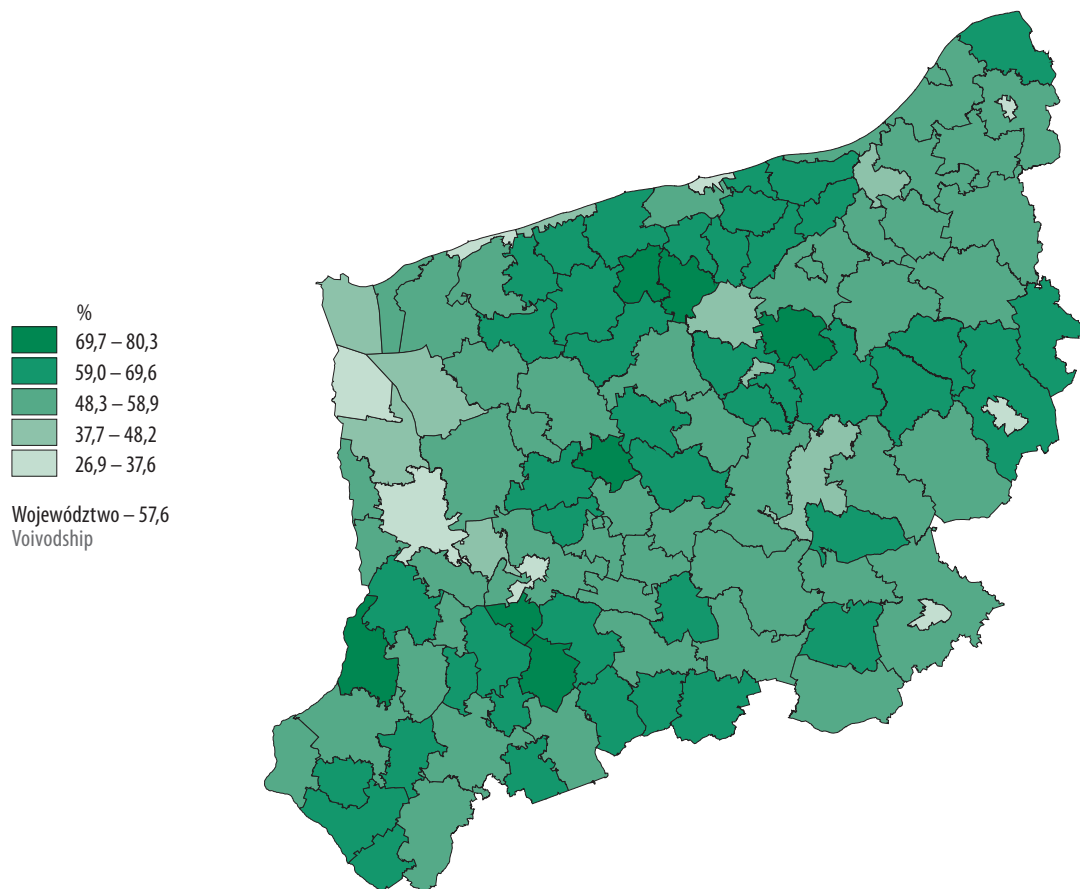 %
69,7 – 80,3
59,0 – 69,6
48,3 – 58,9
37,7 – 48,2
26,9 – 37,6
Województwo – 57,6
Voivodship